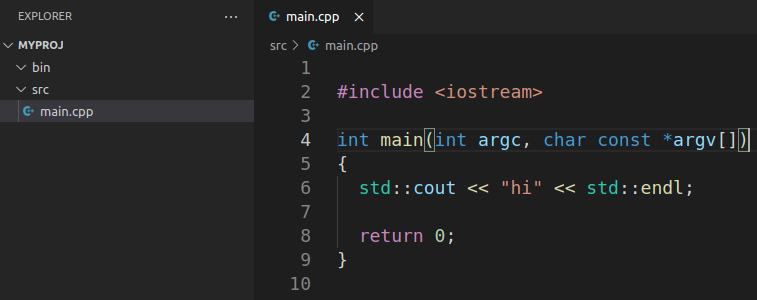 EXPLORER
MYPROJ
bin
src
main.cpp
main.cpp
src > main.cpp
1
2 #include <iostream>
3
4 int main(int argc, char const *argv[])
5 {
6 std::cout << "hi" << std::endl;
7
8 return 0;
9 }
10